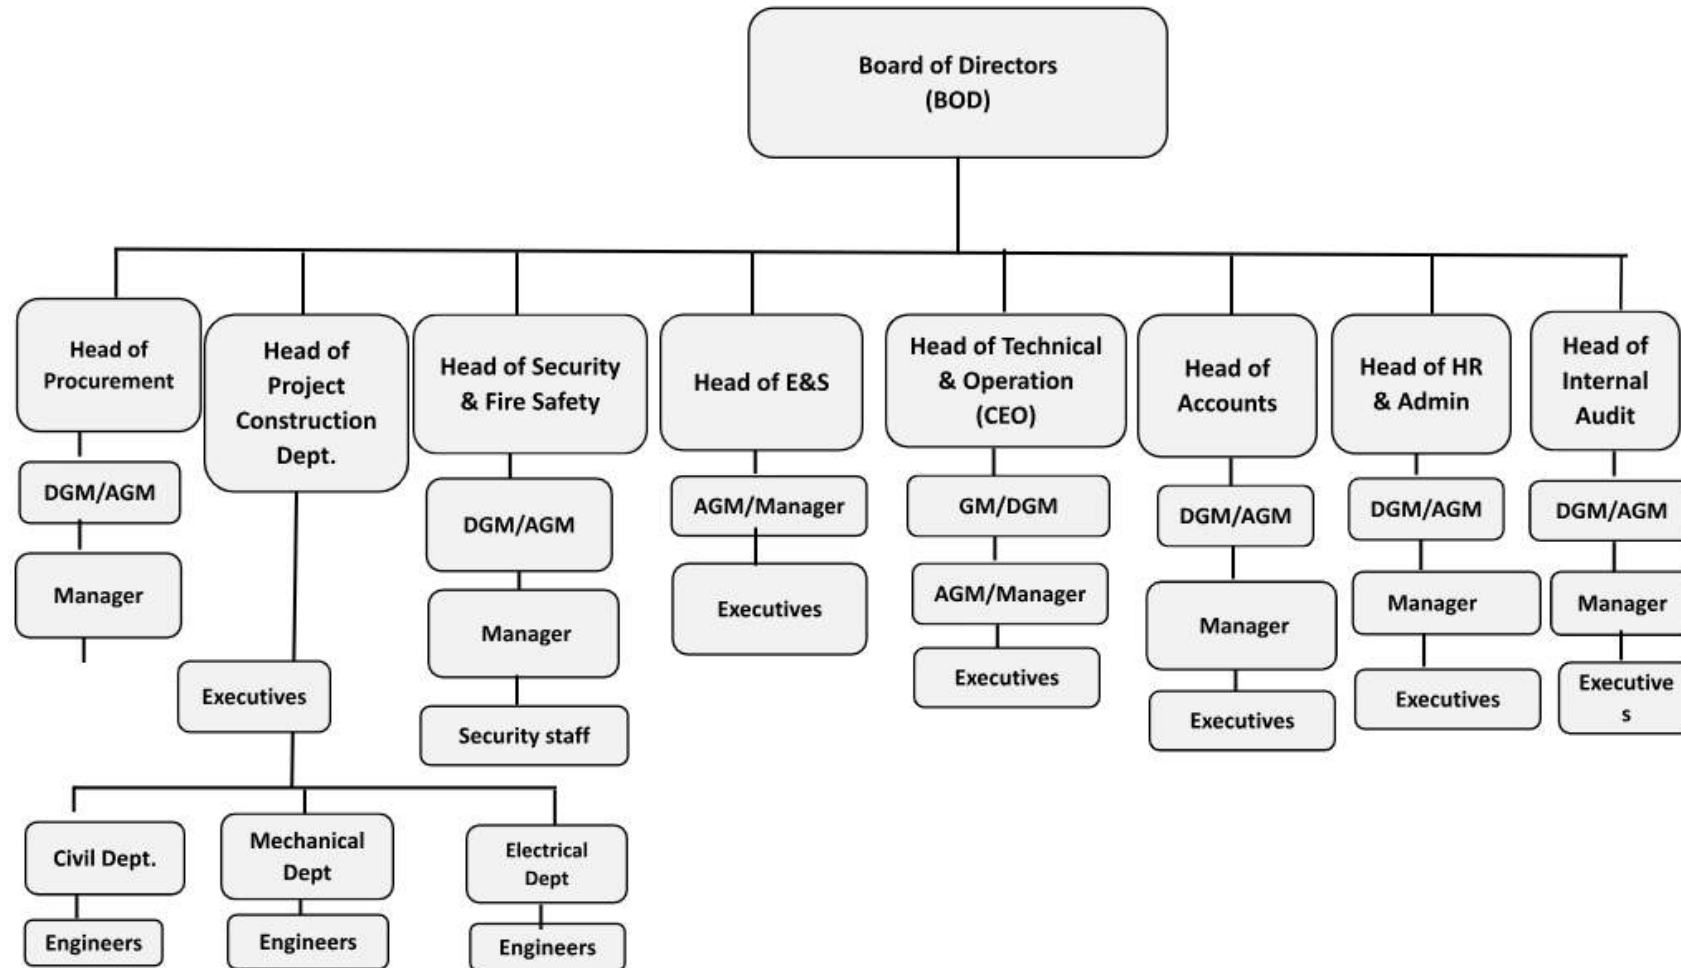 Board of Directors
(BOD)
Head of
Procurement
Head of
Project
Construction
Dept.
Head of Security
& Fire Safety
Head of E&S
Head of Technical
& Operation
(CEO)
Head of
Accounts
Head of HR
& Admin
Head of
Internal
Audit
DGM/AGM
DGM/AGM
AGM/Manager
GM/DGM
DGM/AGM
DGM/AGM
DGM/AGM
Manager
Manager
Executives
AGM/Manager
Manager
Manager
Manager
Executives
Security staff
Executives
Executives
Executives
Executive
s
Civil Dept.
Mechanical
Dept
Electrical
Dept
Engineers
Engineers
Engineers